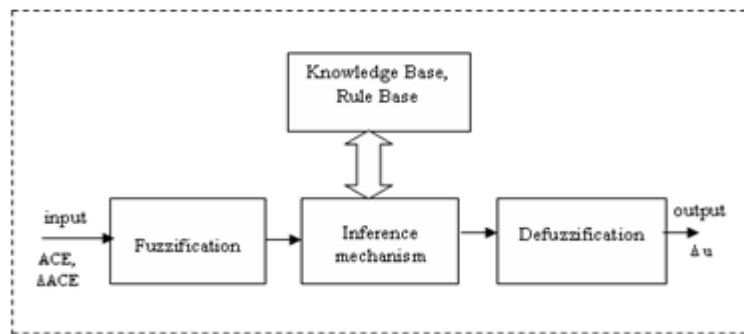 Knowledge Base,
Rule Base
input
ACE,
ΔACE
Fuzzification
Inference
mechanism
Defuzzification
output
Δu